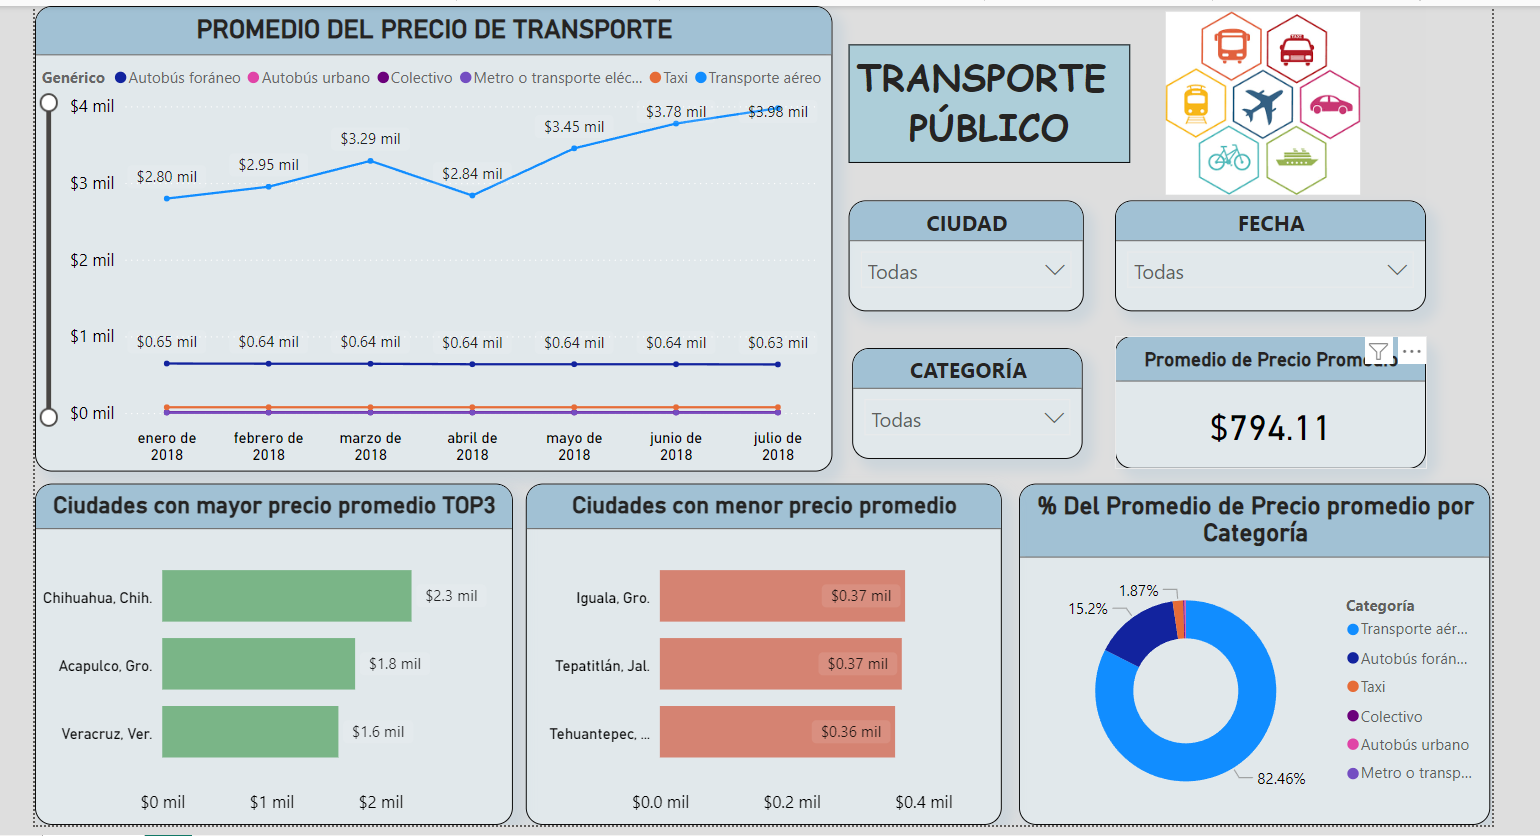 PROMEDIO DEL PRECIO DE TRANSPORTE
Genérico Autobús foráneo Autobús urbano Colectivo Metro o transporte eléc... Taxi Transporte aéreo
$4 mil
$3 mil
$2 mil
$1 mil
$0 mil
$2.80 mil
$2.95 mil
$3.29 mil
$2.84 mil
$3.45 mil
$3.78 mil
$3.98 mil
$0.65 mil
$0.64 mil
$0.64 mil
$0.64 mil
$0.64 mil
$0.64 mil
$0.63 mil
enero de
2018
febrero de
2018
marzo de
2018
abril de
2018
mayo de
2018
junio de
2018
julio de
2018
TRANSPORTE
PÚBLICO
TAXI
CIUDAD
Todas
FECHA
Todas
CATEGORÍA
Todas
Promedio de Precio Promedio
$794.11
Ciudades con mayor precio promedio TOP3
Chihuahua, Chih.
$2.3 mil
Acapulco, Gro.
$1.8 mil
Veracruz, Ver.
$1.6 mil
$0 mil
$1 mil
$2 mil
Ciudades con menor precio promedio
Iguala, Gro.
$0.37 mil
Tepatitlán, Jal.
$0.37 mil
Tehuantepec, ...
$0.36 mil
$0.0 mil
$0.2 mil
$0.4 mil
% Del Promedio de Precio promedio por
Categoría
1.87%
15.2%
82.46%
Categoría
Transporte aér...
Autobús forán...
Taxi
Colectivo
Autobús urbano
Metro o transp...